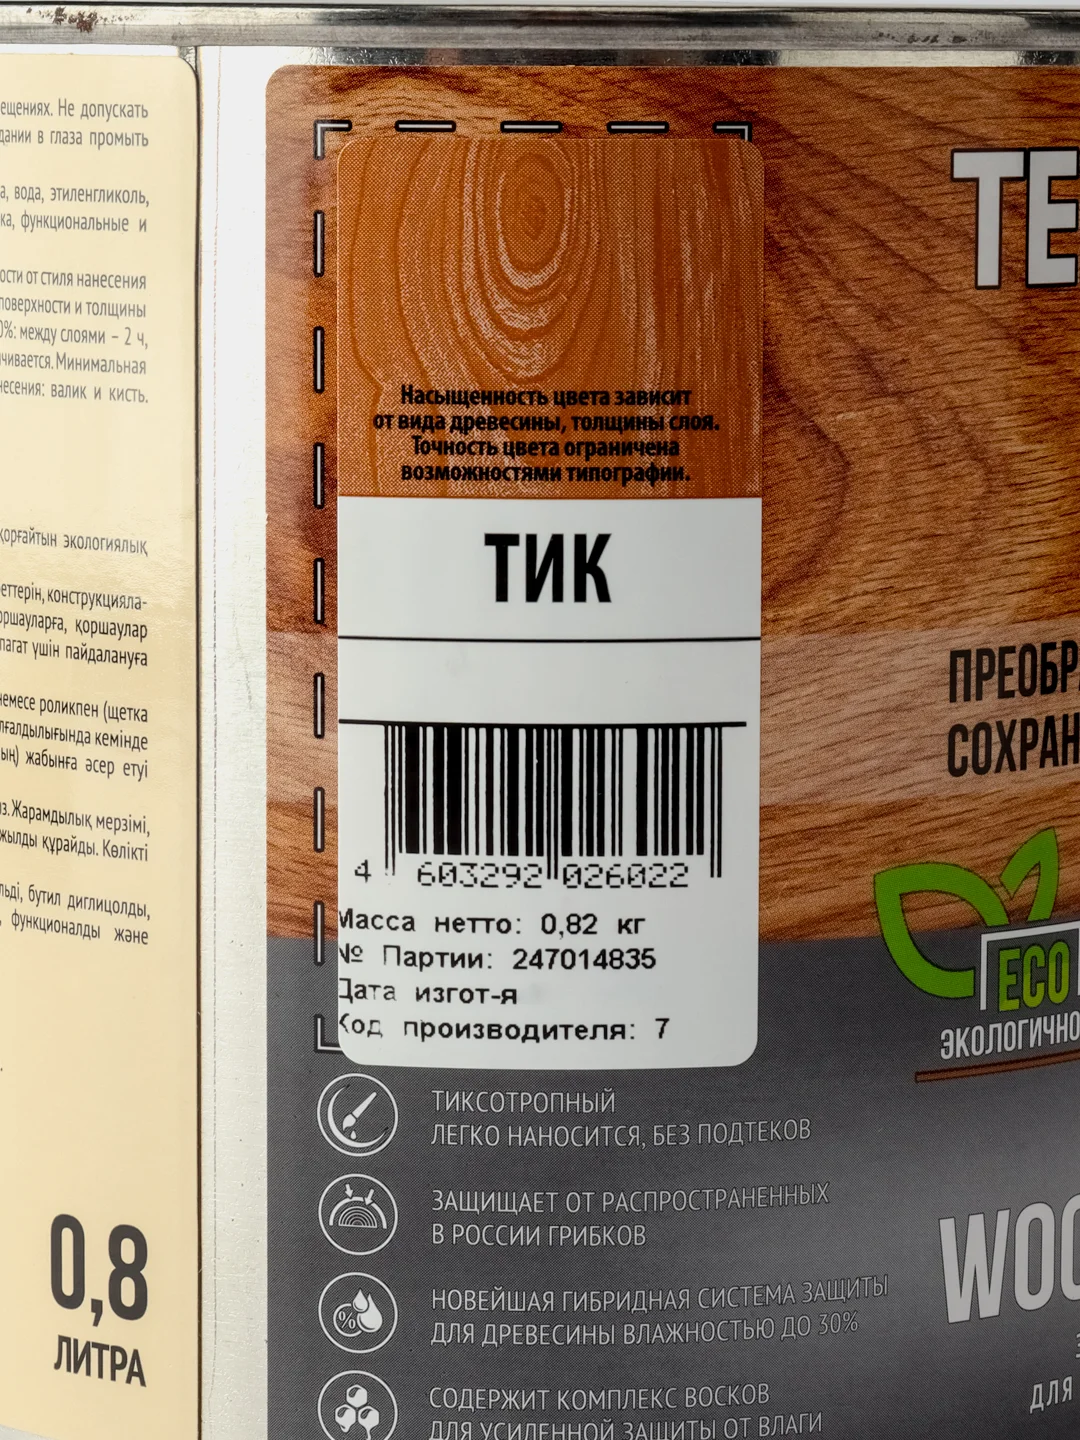 ещениях. Не допускать
дании в глаза промыть
а, вода, этиленгликоль,
ка, функциональные и
ости от стиля нанесения
поверхности и толщины
0%: между слоями – 2 ч,
чивается. Минимальная
несения: валик и кисть.
қорғайтын экологиялық
еттерін, конструкцияла-
оршауларға, қоршаулар
лагат үшін пайдалануға
немесе роликпен (щетка
лғалдылығында кемінде
ың) жабынға әсер етуі
із. Жарамдылық мерзімі,
жылды құрайды. Көлікті
льді, бутил диглицолды,
, функционалды және
0,8
ЛИТРА
Насыщенность цвета зависит
от вида древесины, толщины слоя.
Точность цвета ограничена
возможностями типографии.
ТИК
4 603292 026022
Масса нетто: 0,82 кг
№ Партии: 247014835
Дата изгот-я
Код производителя: 7
ТИКСОТРОПНЫЙ
ЛЕГКО НАНОСИТСЯ, БЕЗ ПОДТЕКОВ
ЗАЩИЩАЕТ ОТ РАСПРОСТРАНЕННЫХ
В РОССИИ ГРИБКОВ
%
НОВЕЙШАЯ ГИБРИДНАЯ СИСТЕМА ЗАЩИТЫ
ДЛЯ ДРЕВЕСИНЫ ВЛАЖНОСТЬЮ ДО 30%
СОДЕРЖИТ КОМПЛЕКС ВОСКОВ
ДЛЯ УСИЛЕННОЙ ЗАЩИТЫ ОТ ВЛАГИ
ТЕ
ПРЕОБР
СОХРАН
ECO
ЭКОЛОГИЧНО
WOO
ДЛЯ